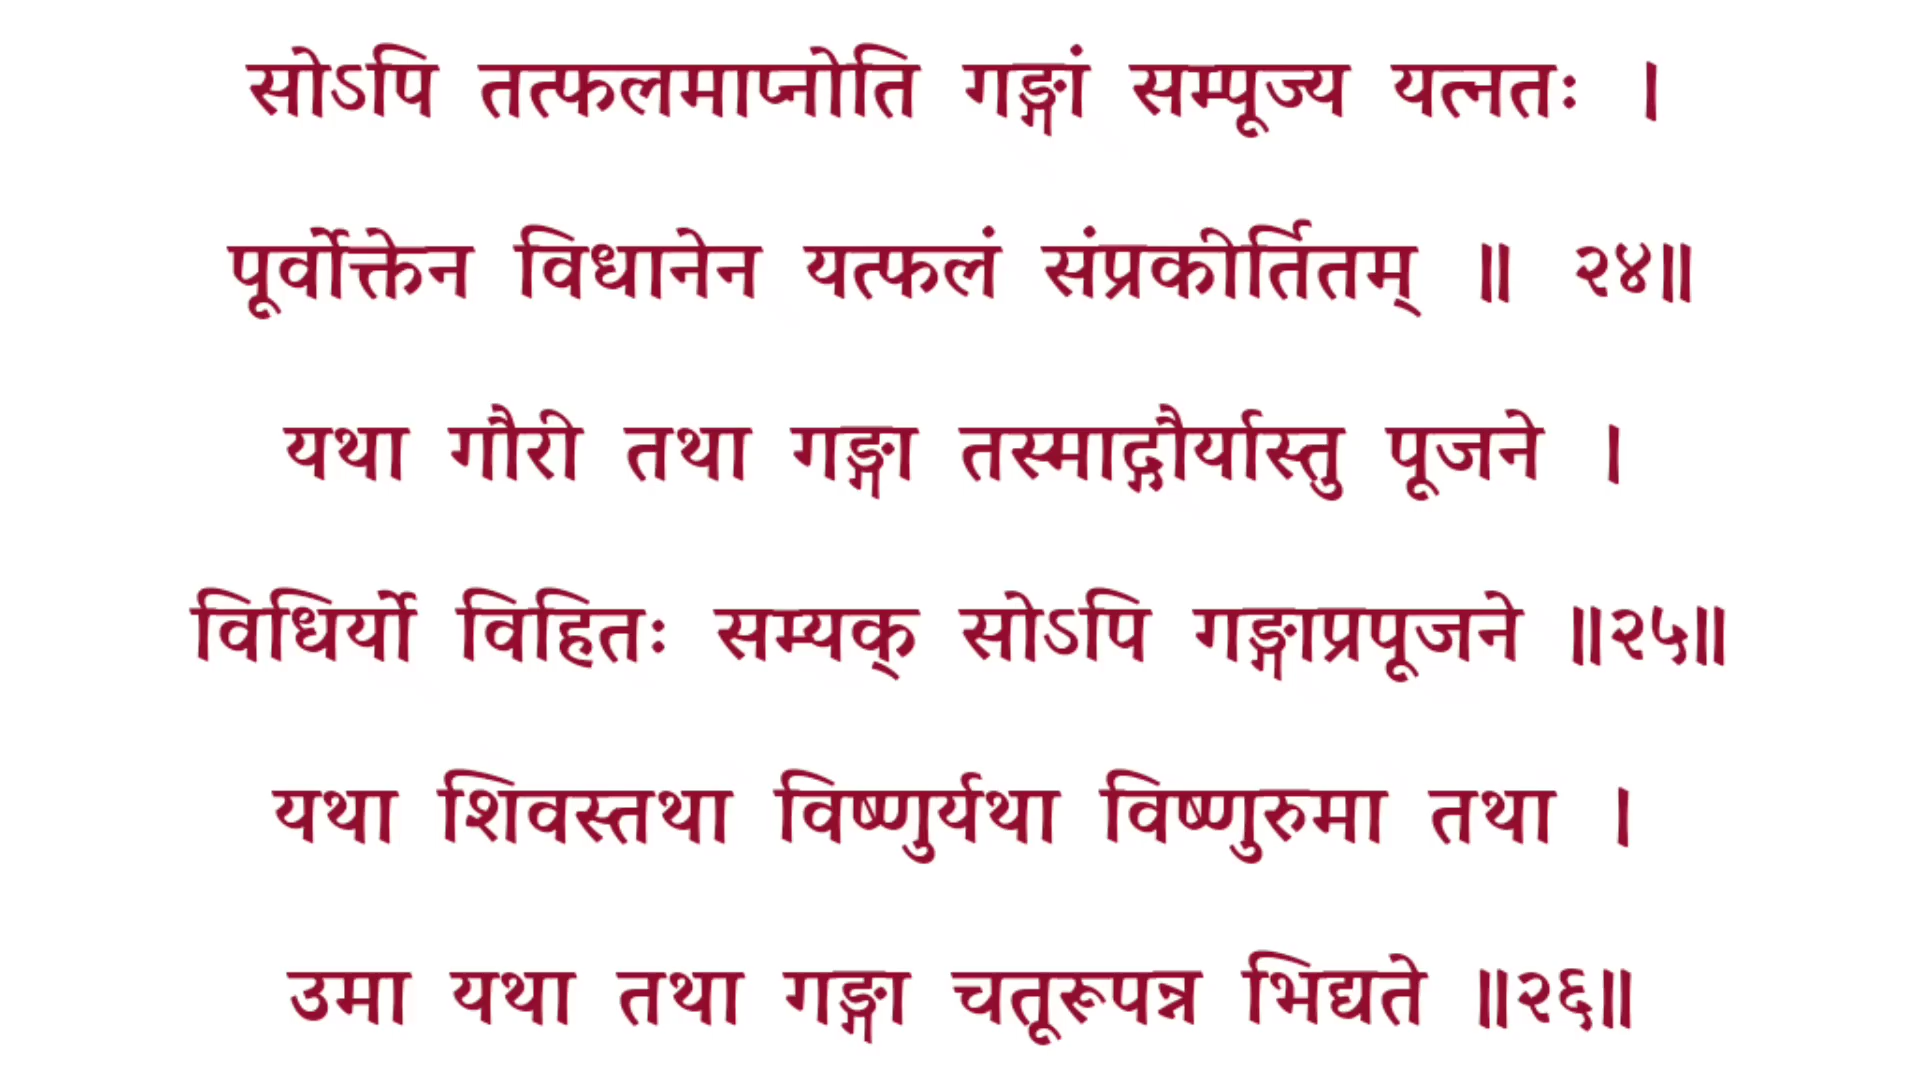 सोऽपि तत्फलमाप्नोति गङ्गां सम्पूज्य यत्नतः ।
पूर्वोक्तेन विधानेन यत्फलं संप्रकीर्तितम् ॥ २४॥
यथा गौरी तथा गङ्गा तस्माद्गौर्यास्तु पूजने ।
विधिर्यो विहितः सम्यक् सोऽपि गङ्गाप्रपूजने ॥२५॥
यथा शिवस्तथा विष्णुर्यथा विष्णुरुमा तथा ।
उमा यथा तथा गङ्गा चतूरूपन्न भिद्यते ॥२६॥